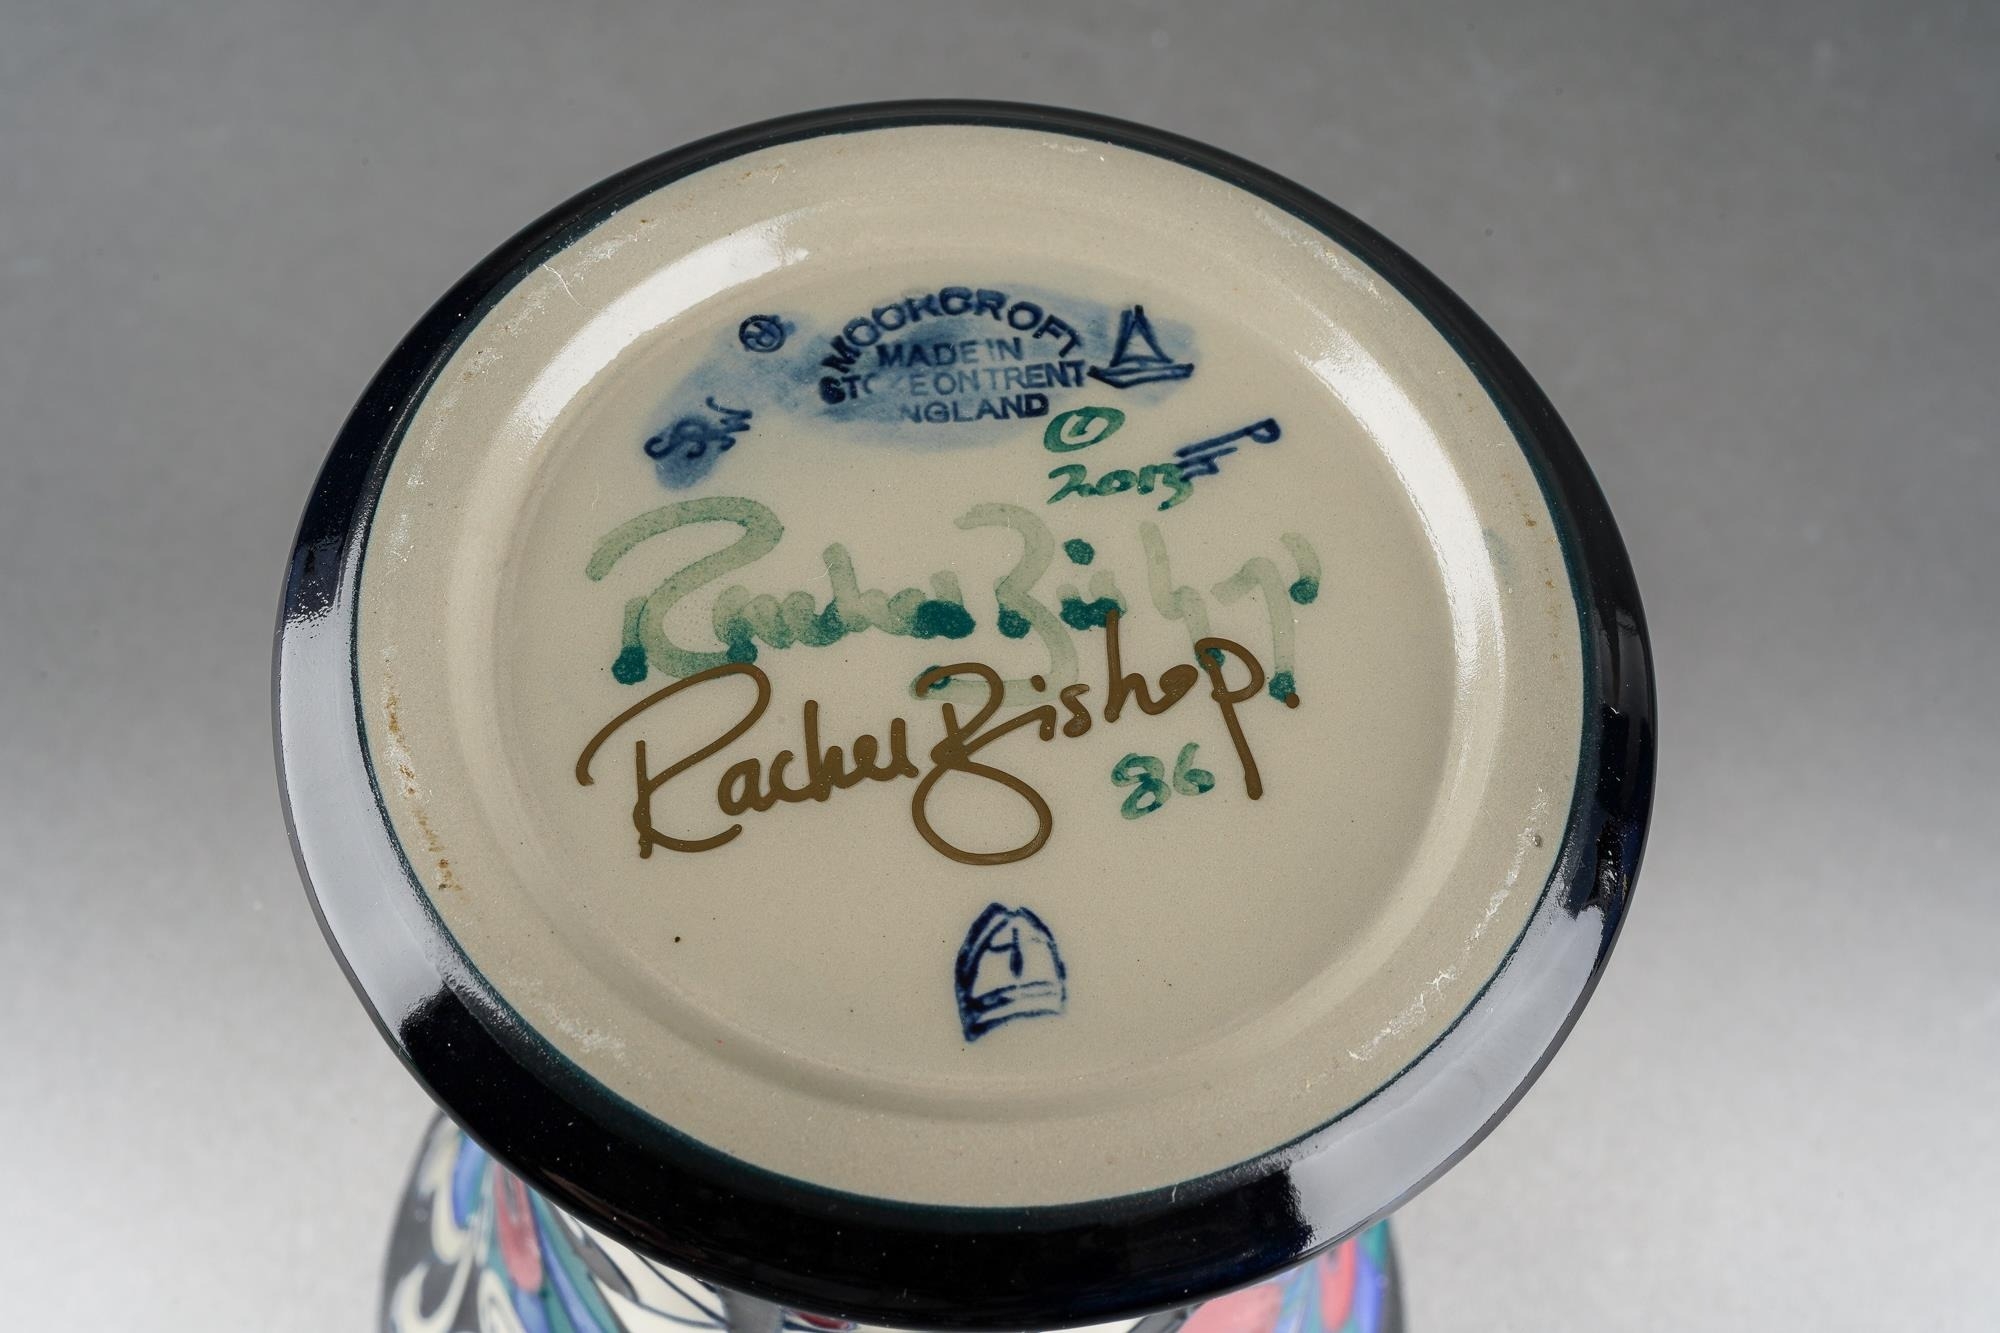 MOORCROFT
MADE IN
STOKE ON TRENT
ENGLAND
©
2013
Rachel Bishop
Rachel Bishop.
86